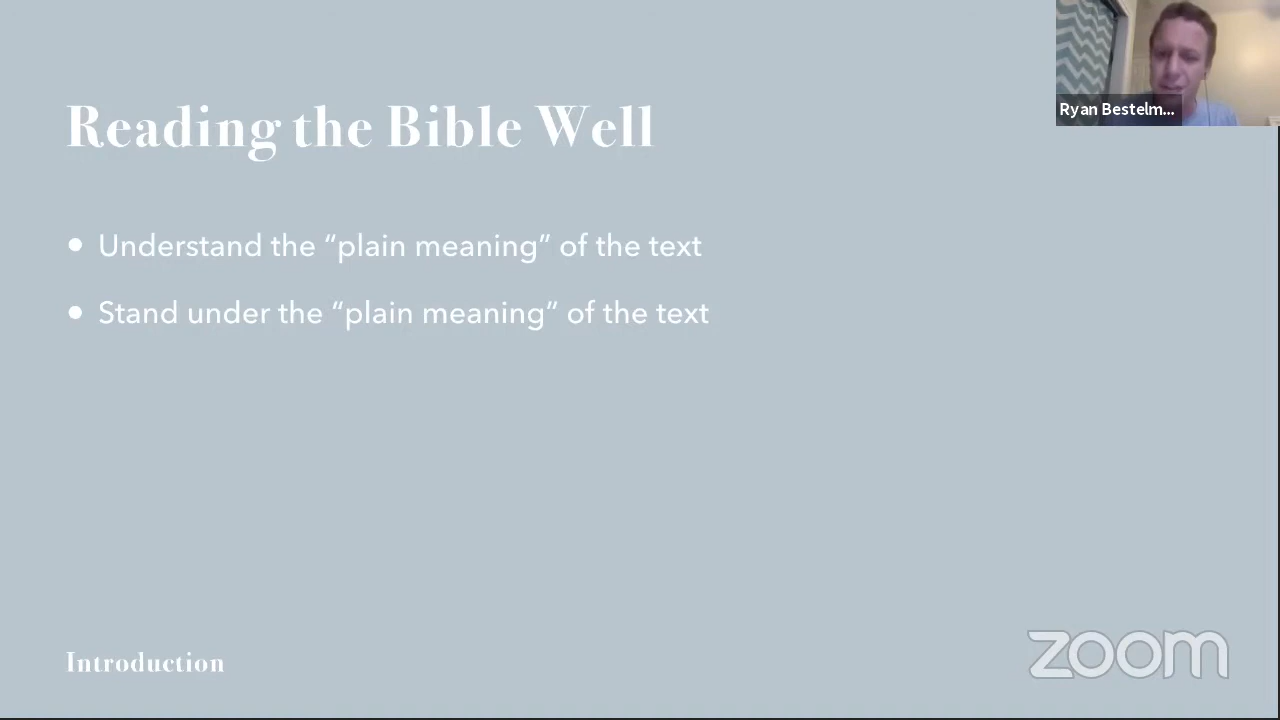 Reading the Bible Well
Ryan Bestelm...
• Understand the “plain meaning” of the text
• Stand under the “plain meaning” of the text
Introduction
zoom